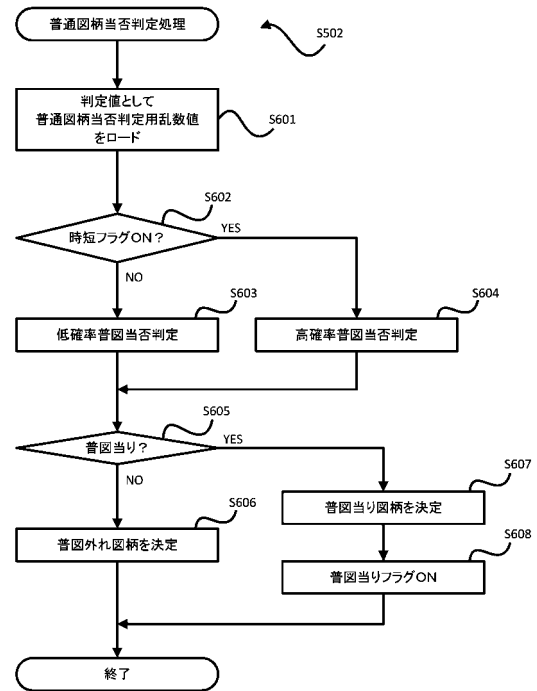 普通図柄当否判定処理
S502
判定値として
普通図柄当否判定用乱数値
をロード
S601
S602
時短フラグON?
YES
NO
S603
S604
低確率普図当否判定
高確率普図当否判定
S605
普図当り?
YES
NO
S607
普図当り図柄を決定
S606
普図外れ図柄を決定
S608
普図当りフラグON
終了